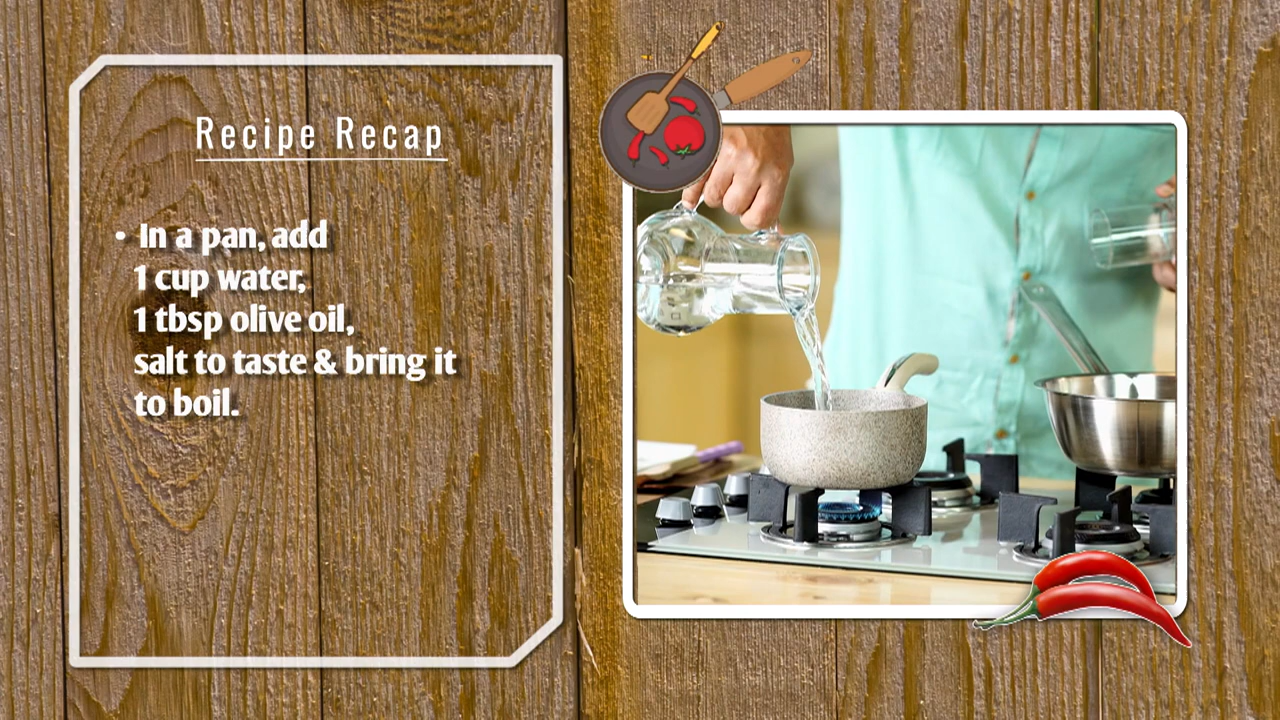 Recipe Recap
• In a pan, add
1 cup water,
1 tbsp olive oil,
salt to taste & bring it
to boil.